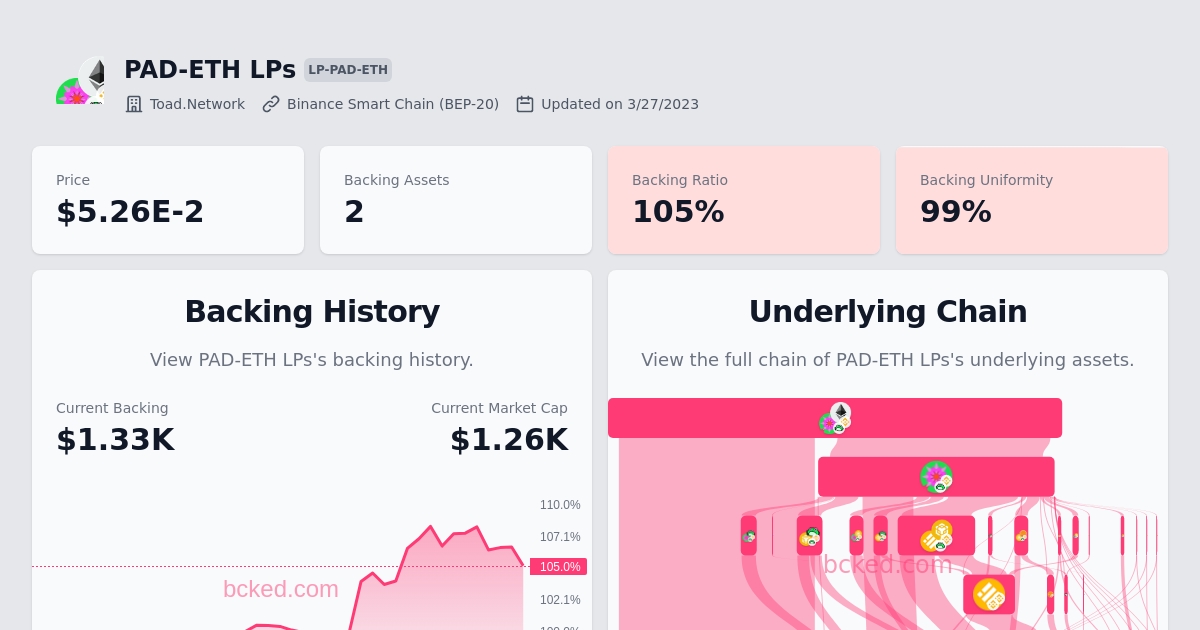 PAD-ETH LPs LP-PAD-ETH
Toad.Network Binance Smart Chain (BEP-20) Updated on 3/27/2023
Price
$5.26E-2
Backing Assets
2
Backing Ratio
105%
Backing Uniformity
99%
Backing History
View PAD-ETH LPs's backing history.
Current Backing
$1.33K
Current Market Cap
$1.26K
110.0%
107.1%
105.0%
102.1%
bcked.com
Underlying Chain
View the full chain of PAD-ETH LPs's underlying assets.
bcked.com